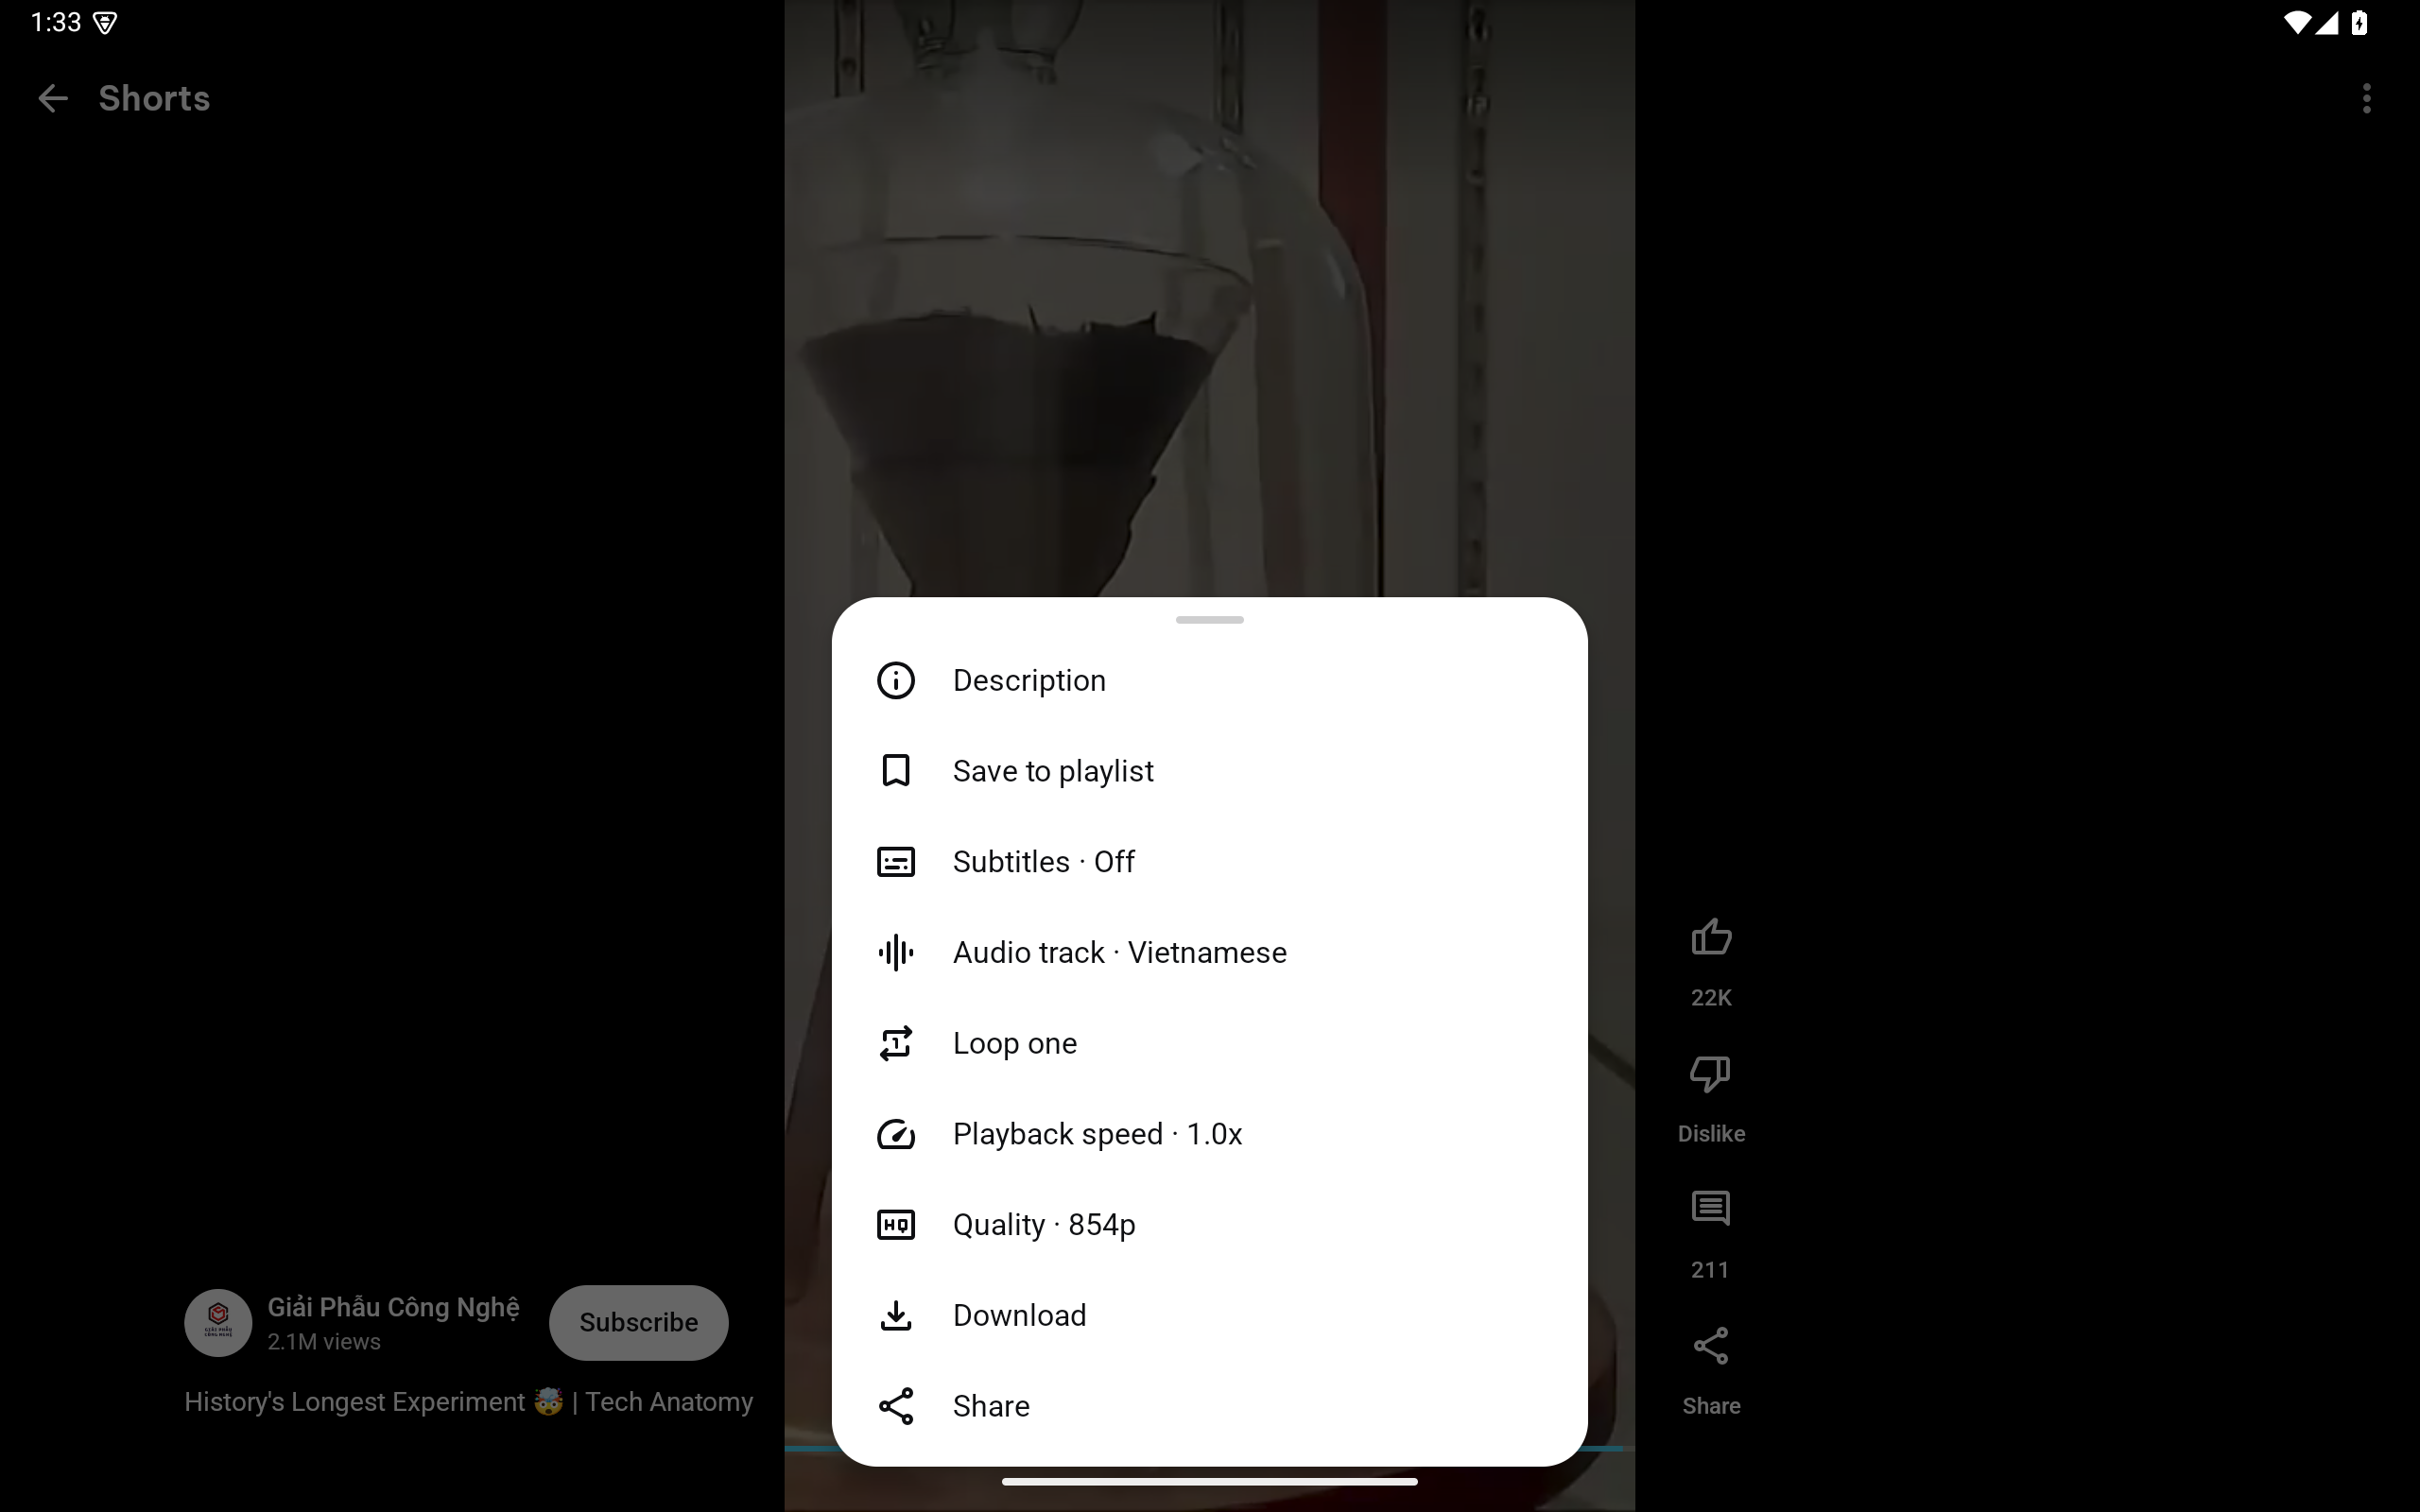 1:33
Shorts
Description
Save to playlist
Subtitles · Off
Audio track · Vietnamese
Loop one
Playback speed · 1.0x
Quality · 854p
Download
Share
22K
Dislike
211
Share
Giải Phẫu Công Nghệ
2.1M views
Subscribe
History's Longest Experiment 🤯 | Tech Anatomy